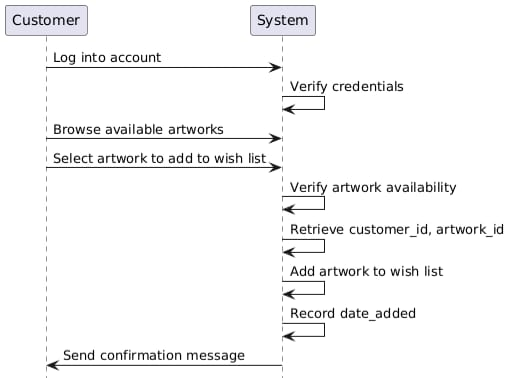 Customer
System
Log into account
Verify credentials
Browse available artworks
Select artwork to add to wish list
Verify artwork availability
Retrieve customer_id, artwork_id
Add artwork to wish list
Record date_added
Send confirmation message